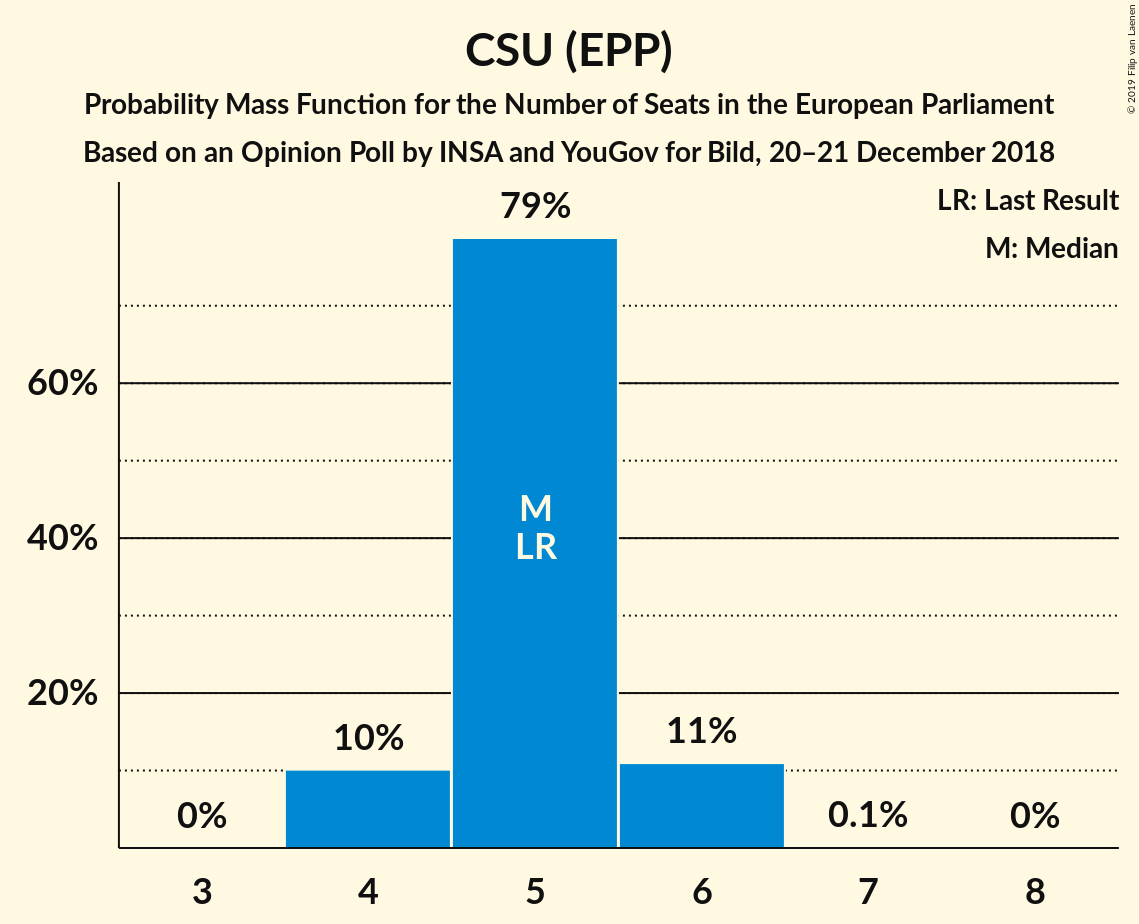 CSU (EPP)
Probability Mass Function for the Number of Seats in the European Parliament
Based on an Opinion Poll by INSA and YouGov for Bild, 20–21 December 2018
© 2019 Filip van Laenen
LR: Last Result
M: Median
79%
60%
40%
20%
M
LR
0%
10%
11%
0.1%
0%
3 4 5 6 7 8